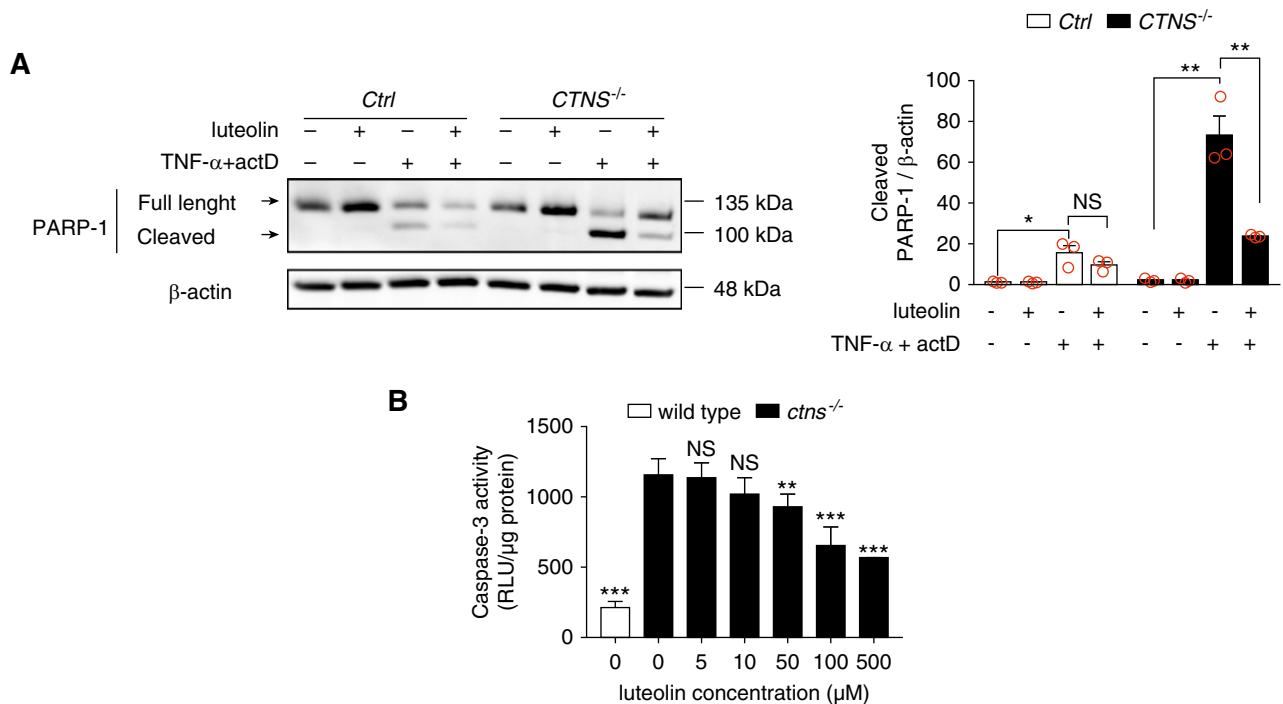 A
Ctrl CTNS-/-
luteolin – + – + – + – +
TNF-α+actD – – + + – – + +
PARP-1
Full lenght
Cleaved
135 kDa
100 kDa
β-actin
48 kDa
Ctrl CTNS-/-
Cleaved
PARP-1 / β-actin
100
80
60
40
20
0
* NS ** **
luteolin - + - + - + - +
TNF-α + actD - - + + - - + +
B
wild type ctns-/-
Caspase-3 activity
(RLU/µg protein)
1500
1000
500
0
*** NS NS ** *** ***
0 0 5 10 50 100 500
luteolin concentration (µM)